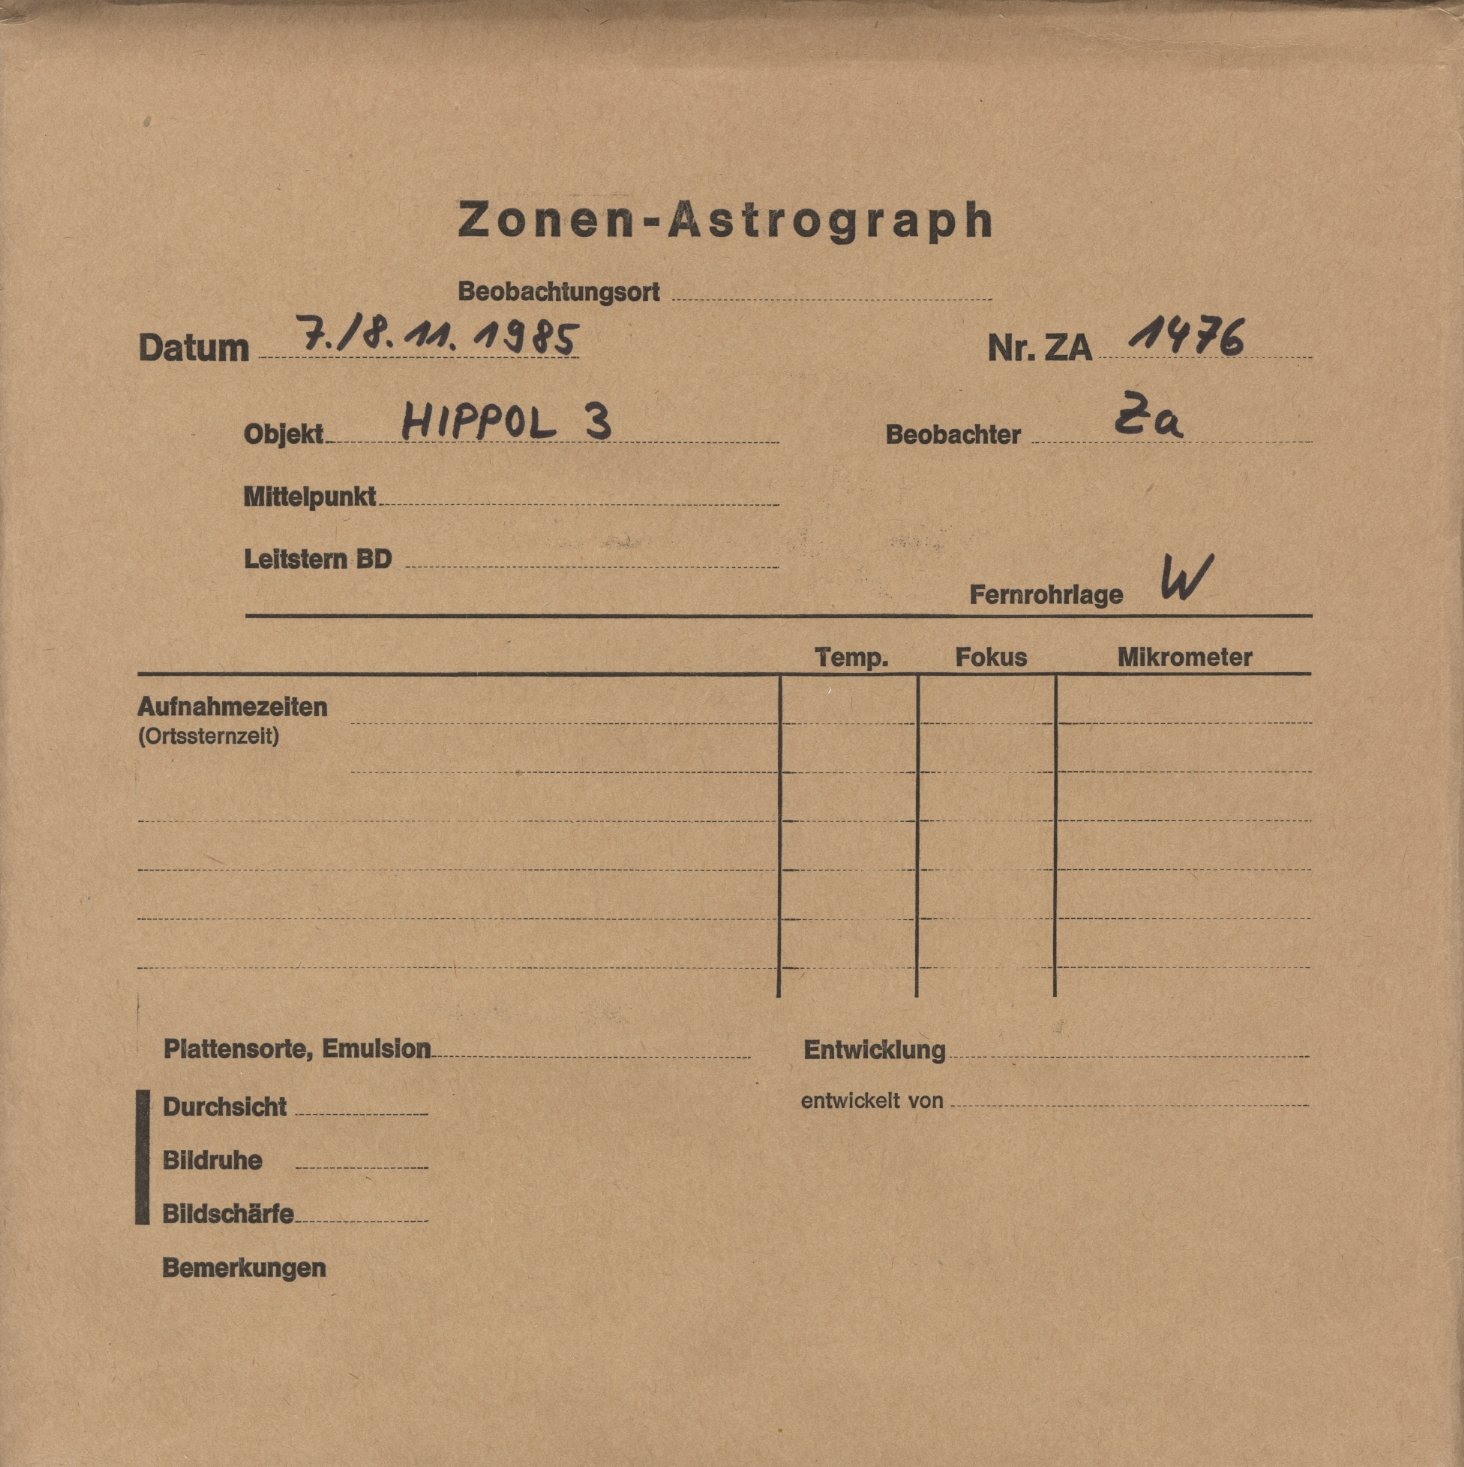 Zonen-Astrograph
Beobachtungsort
Datum 7./8. 11. 1985 Nr. ZA 1476
Objekt HIPPOL 3 Beobachter Za
Mittelpunkt
Leitstern BD
Fernrohrlage W
Temp. Fokus Mikrometer
Aufnahmezeiten
(Ortssternzeit)
Plattensorte, Emulsion Entwicklung
Durchsicht entwickelt von
Bildruhe
Bildschärfe
Bemerkungen